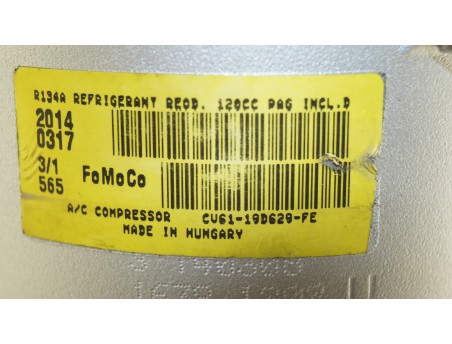 R134A REFRIGERANT REQD. 120CC PAG INCL.D
2014
0317
3/1
565
FoMoCo
A/C COMPRESSOR CV61-19D629-FE
MADE IN HUNGARY